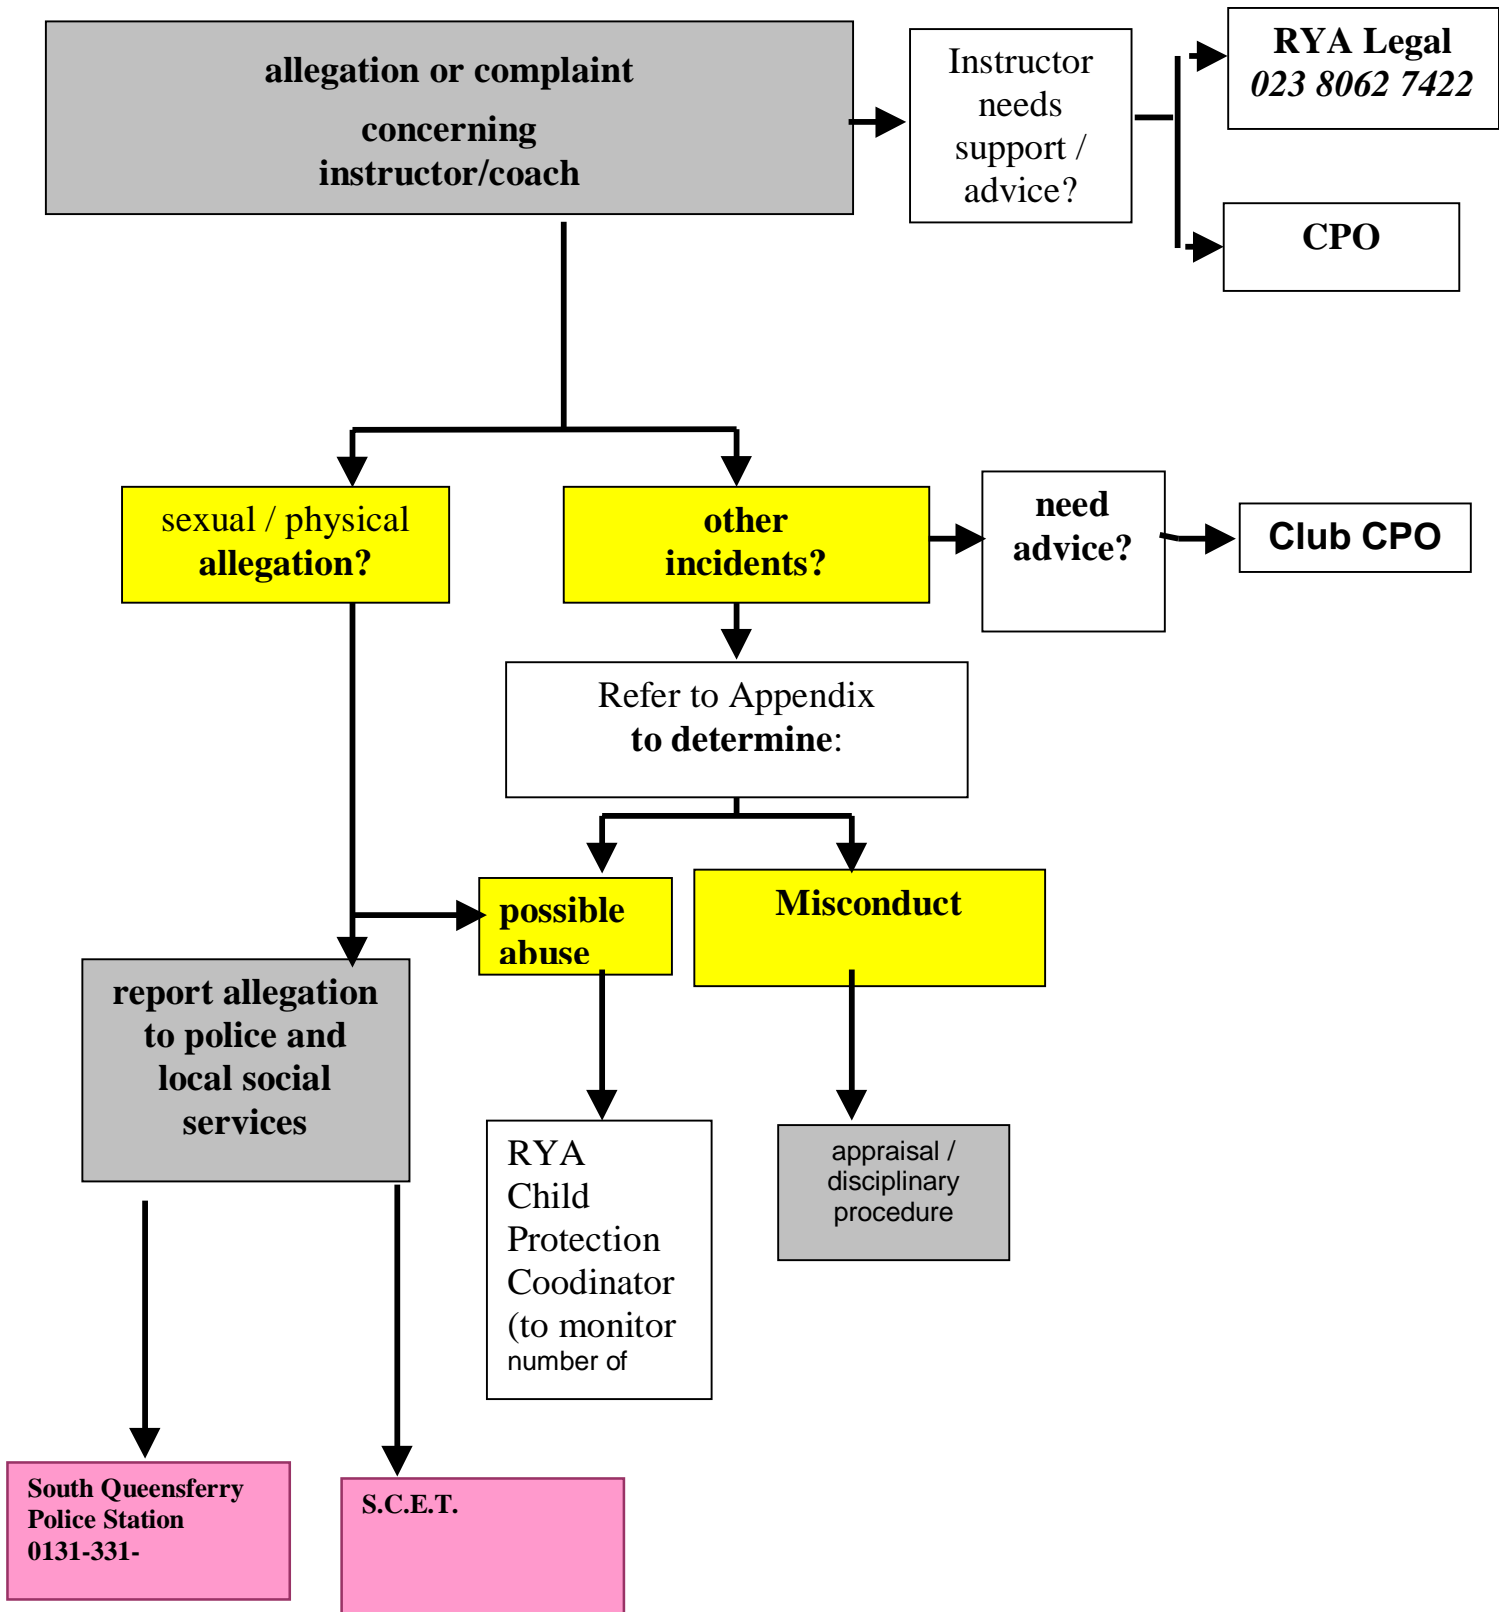 allegation or complaint
concerning
instructor/coach
Instructor
needs
support /
advice?
RYA Legal
023 8062 7422
CPO
sexual / physical
allegation?
other
incidents?
need
advice?
Club CPO
Refer to Appendix
to determine:
possible
abuse
Misconduct
report allegation
to police and
local social
services
RYA
Child
Protection
Coodinator
(to monitor
number of
appraisal /
disciplinary
procedure
South Queensferry
Police Station
0131-331-
S.C.E.T.